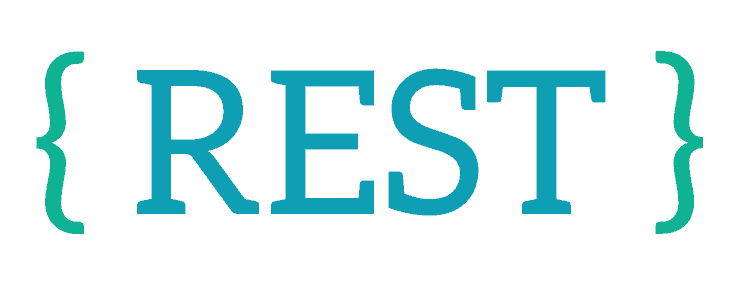 { REST }